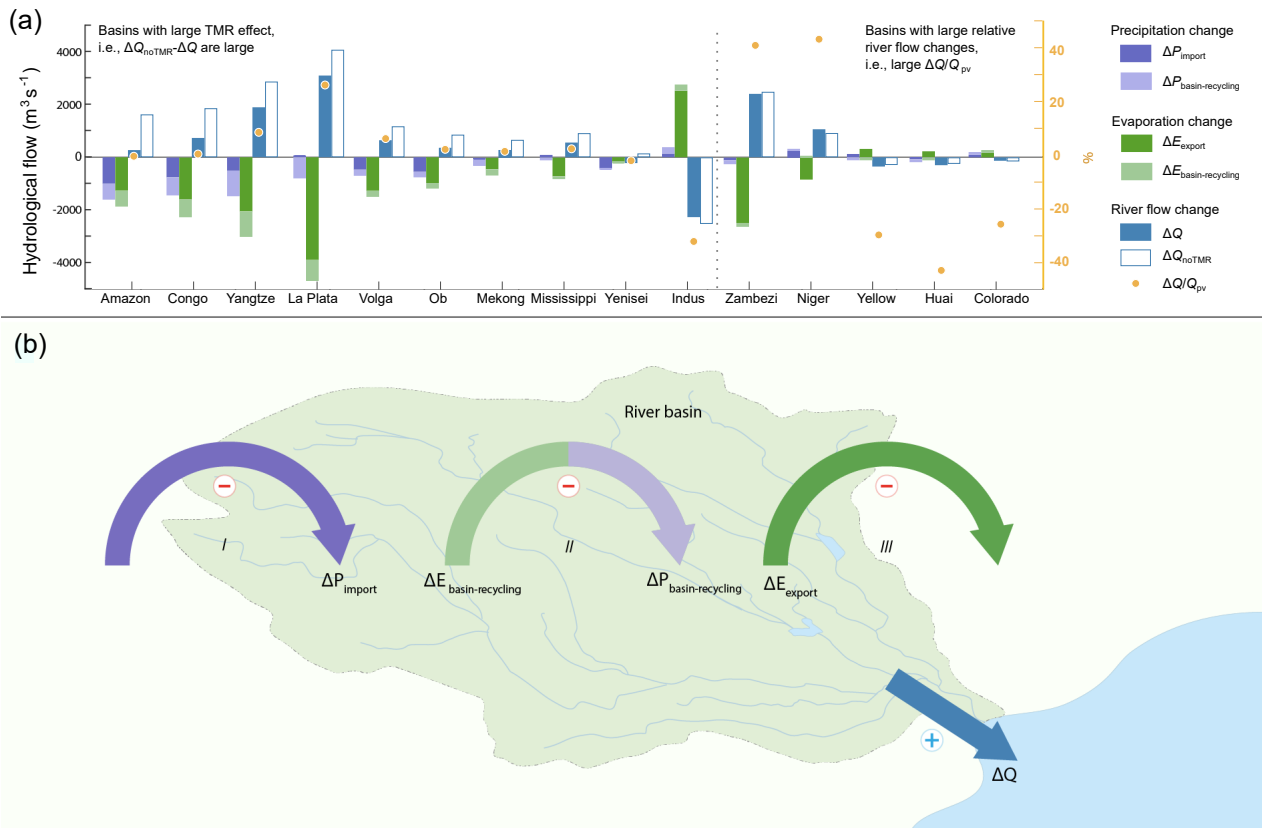 (a)
Basins with large TMR effect,
i.e., ΔQnoTMR-ΔQ are large
Basins with large relative
river flow changes,
i.e., large ΔQ/Qpv
Hydrological flow (m³ s⁻¹)
4000
2000
0
-2000
-4000
40
20
0
-20
-40
%
Amazon Congo Yangtze La Plata Volga Ob Mekong Mississippi Yenisei Indus Zambezi Niger Yellow Huai Colorado
Precipitation change
ΔPimport
ΔPbasin-recycling
Evaporation change
ΔEexport
ΔEbasin-recycling
River flow change
ΔQ
ΔQnoTMR
ΔQ/Qpv
(b)
River basin
I
II
III
ΔPimport
ΔEbasin-recycling
ΔPbasin-recycling
ΔEexport
ΔQ